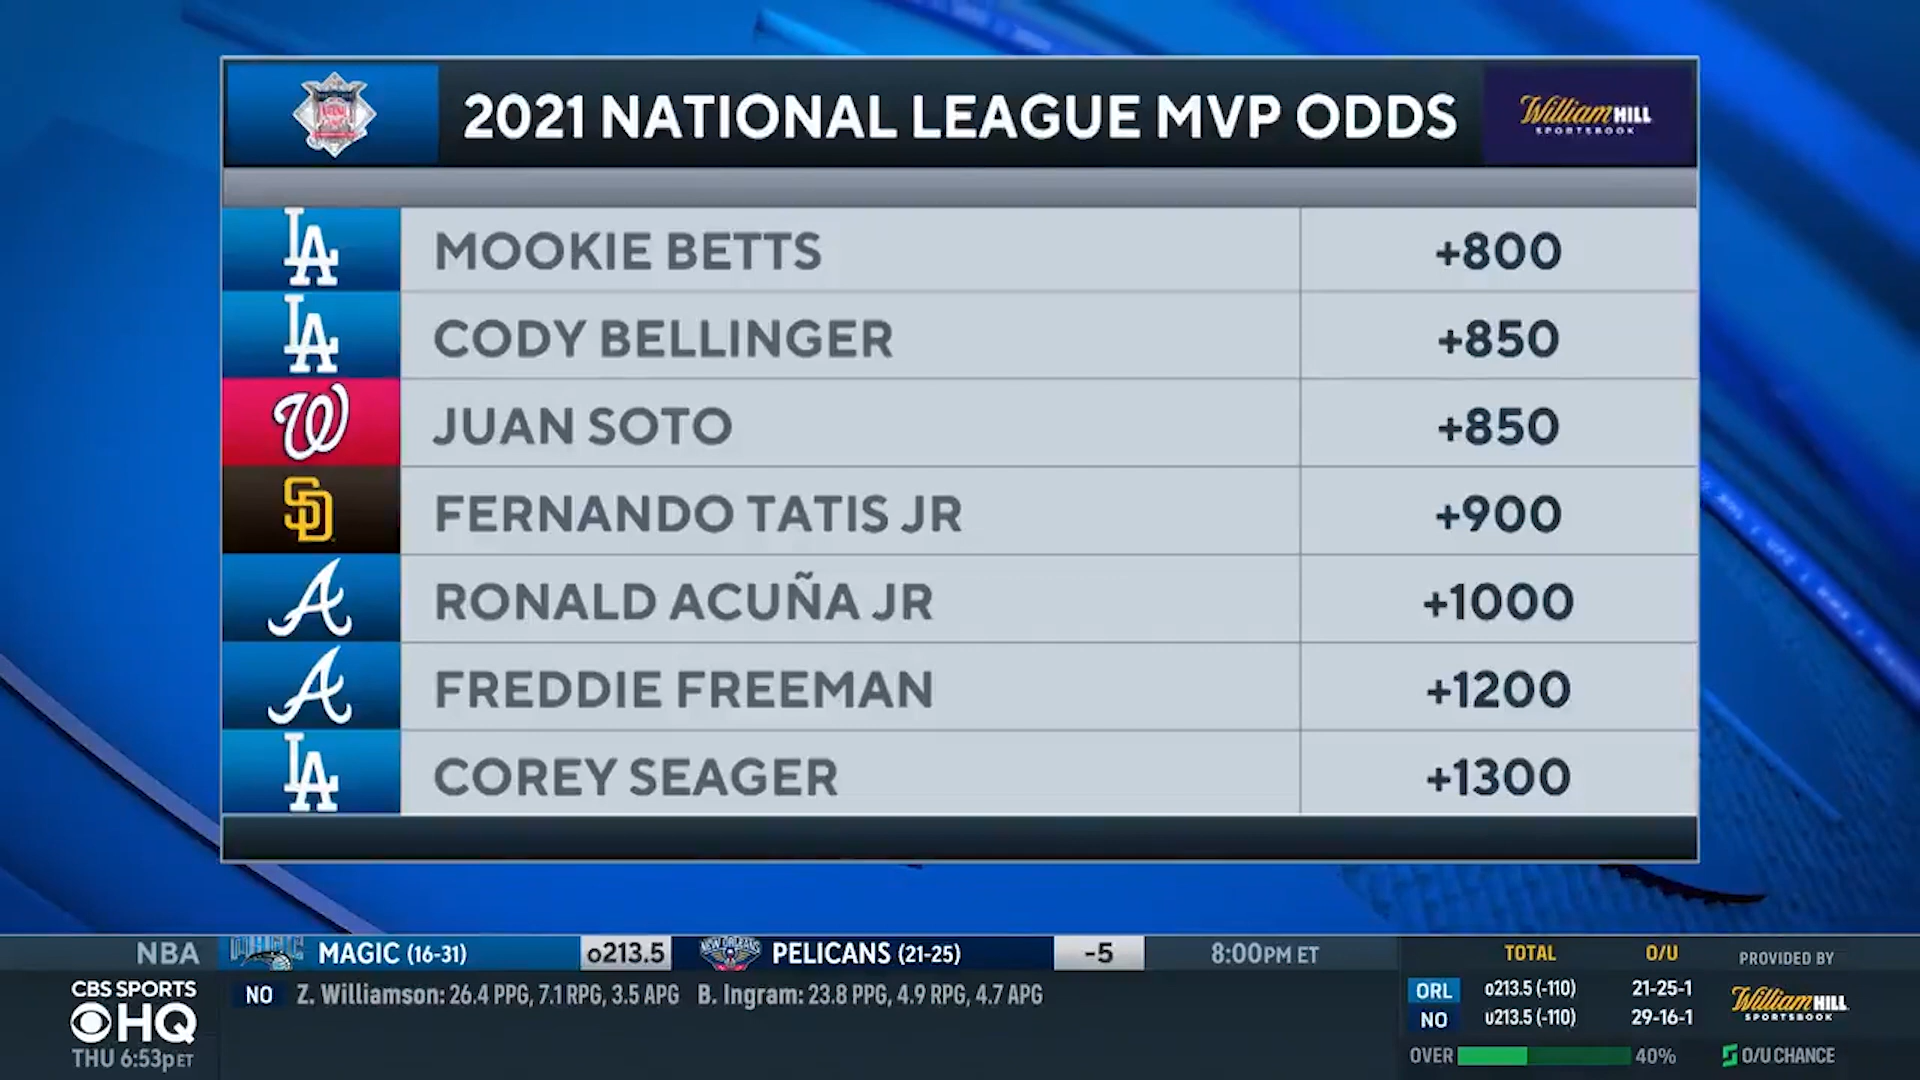 2021 NATIONAL LEAGUE MVP ODDS
William HILL
SPORTSBOOK
LA MOOKIE BETTS +800
LA CODY BELLINGER +850
W JUAN SOTO +850
SD FERNANDO TATIS JR +900
A RONALD ACUÑA JR +1000
A FREDDIE FREEMAN +1200
LA COREY SEAGER +1300
NBA MAGIC MAGIC (16-31) o213.5 NEW ORLEANS PELICANS (21-25) -5 8:00PM ET
NO Z. Williamson: 26.4 PPG, 7.1 RPG, 3.5 APG B. Ingram: 23.8 PPG, 4.9 RPG, 4.7 APG
CBS SPORTS
HQ
THU 6:53PET
TOTAL O/U
ORL o213.5 (-110) 21-25-1
NO u213.5 (-110) 29-16-1
OVER 40% O/U CHANCE
PROVIDED BY
William HILL
SPORTSBOOK